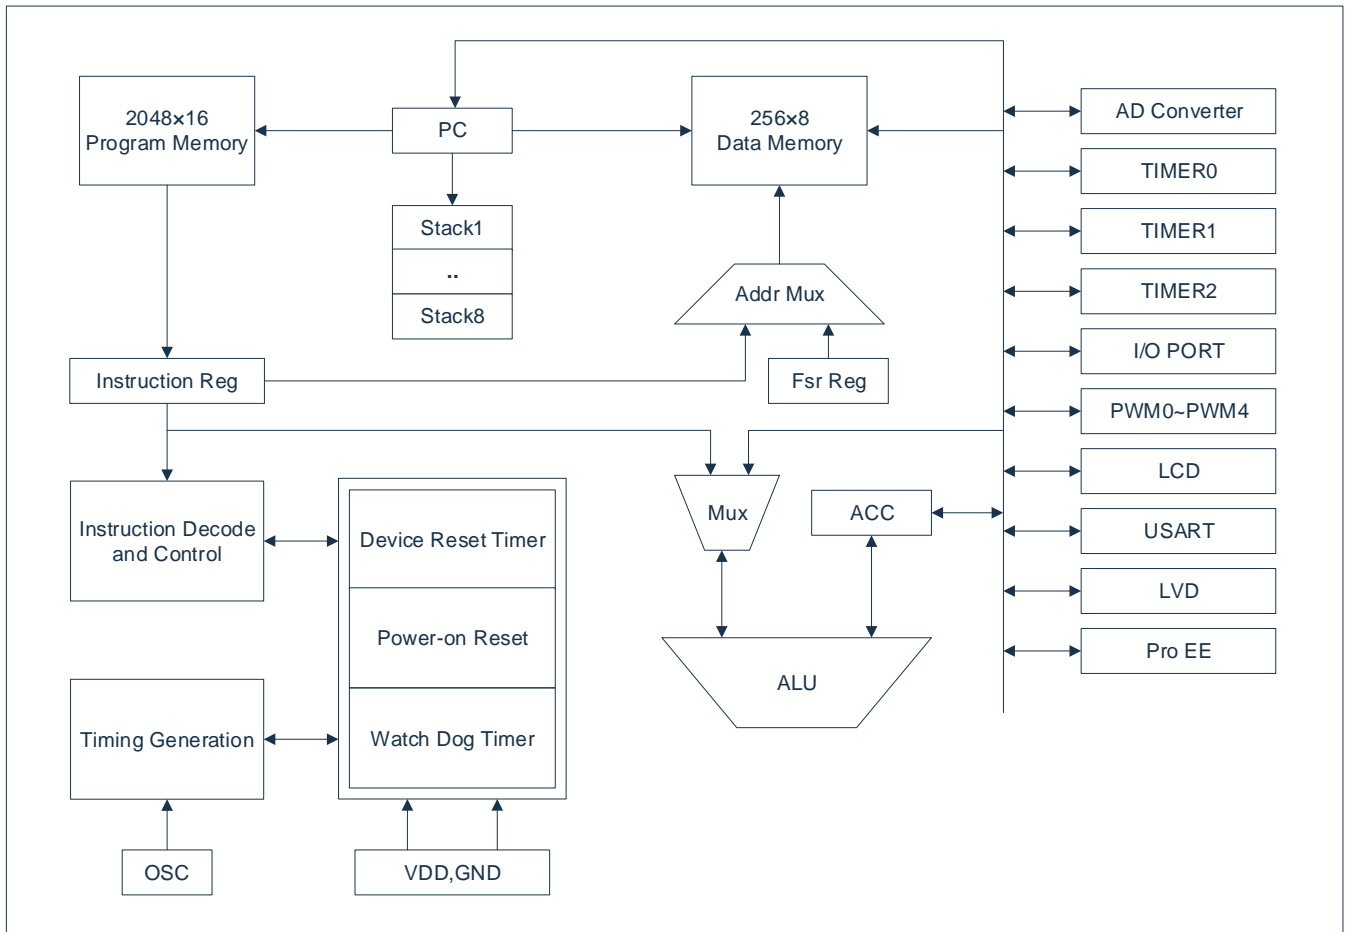 2048×16
Program Memory
PC
256×8
Data Memory
AD Converter
TIMER0
Stack1
..
Stack8
TIMER1
Addr Mux
TIMER2
I/O PORT
Instruction Reg
Fsr Reg
PWM0~PWM4
LCD
Instruction Decode
and Control
Device Reset Timer
Mux
ACC
USART
LVD
Power-on Reset
Pro EE
ALU
Timing Generation
Watch Dog Timer
OSC
VDD,GND